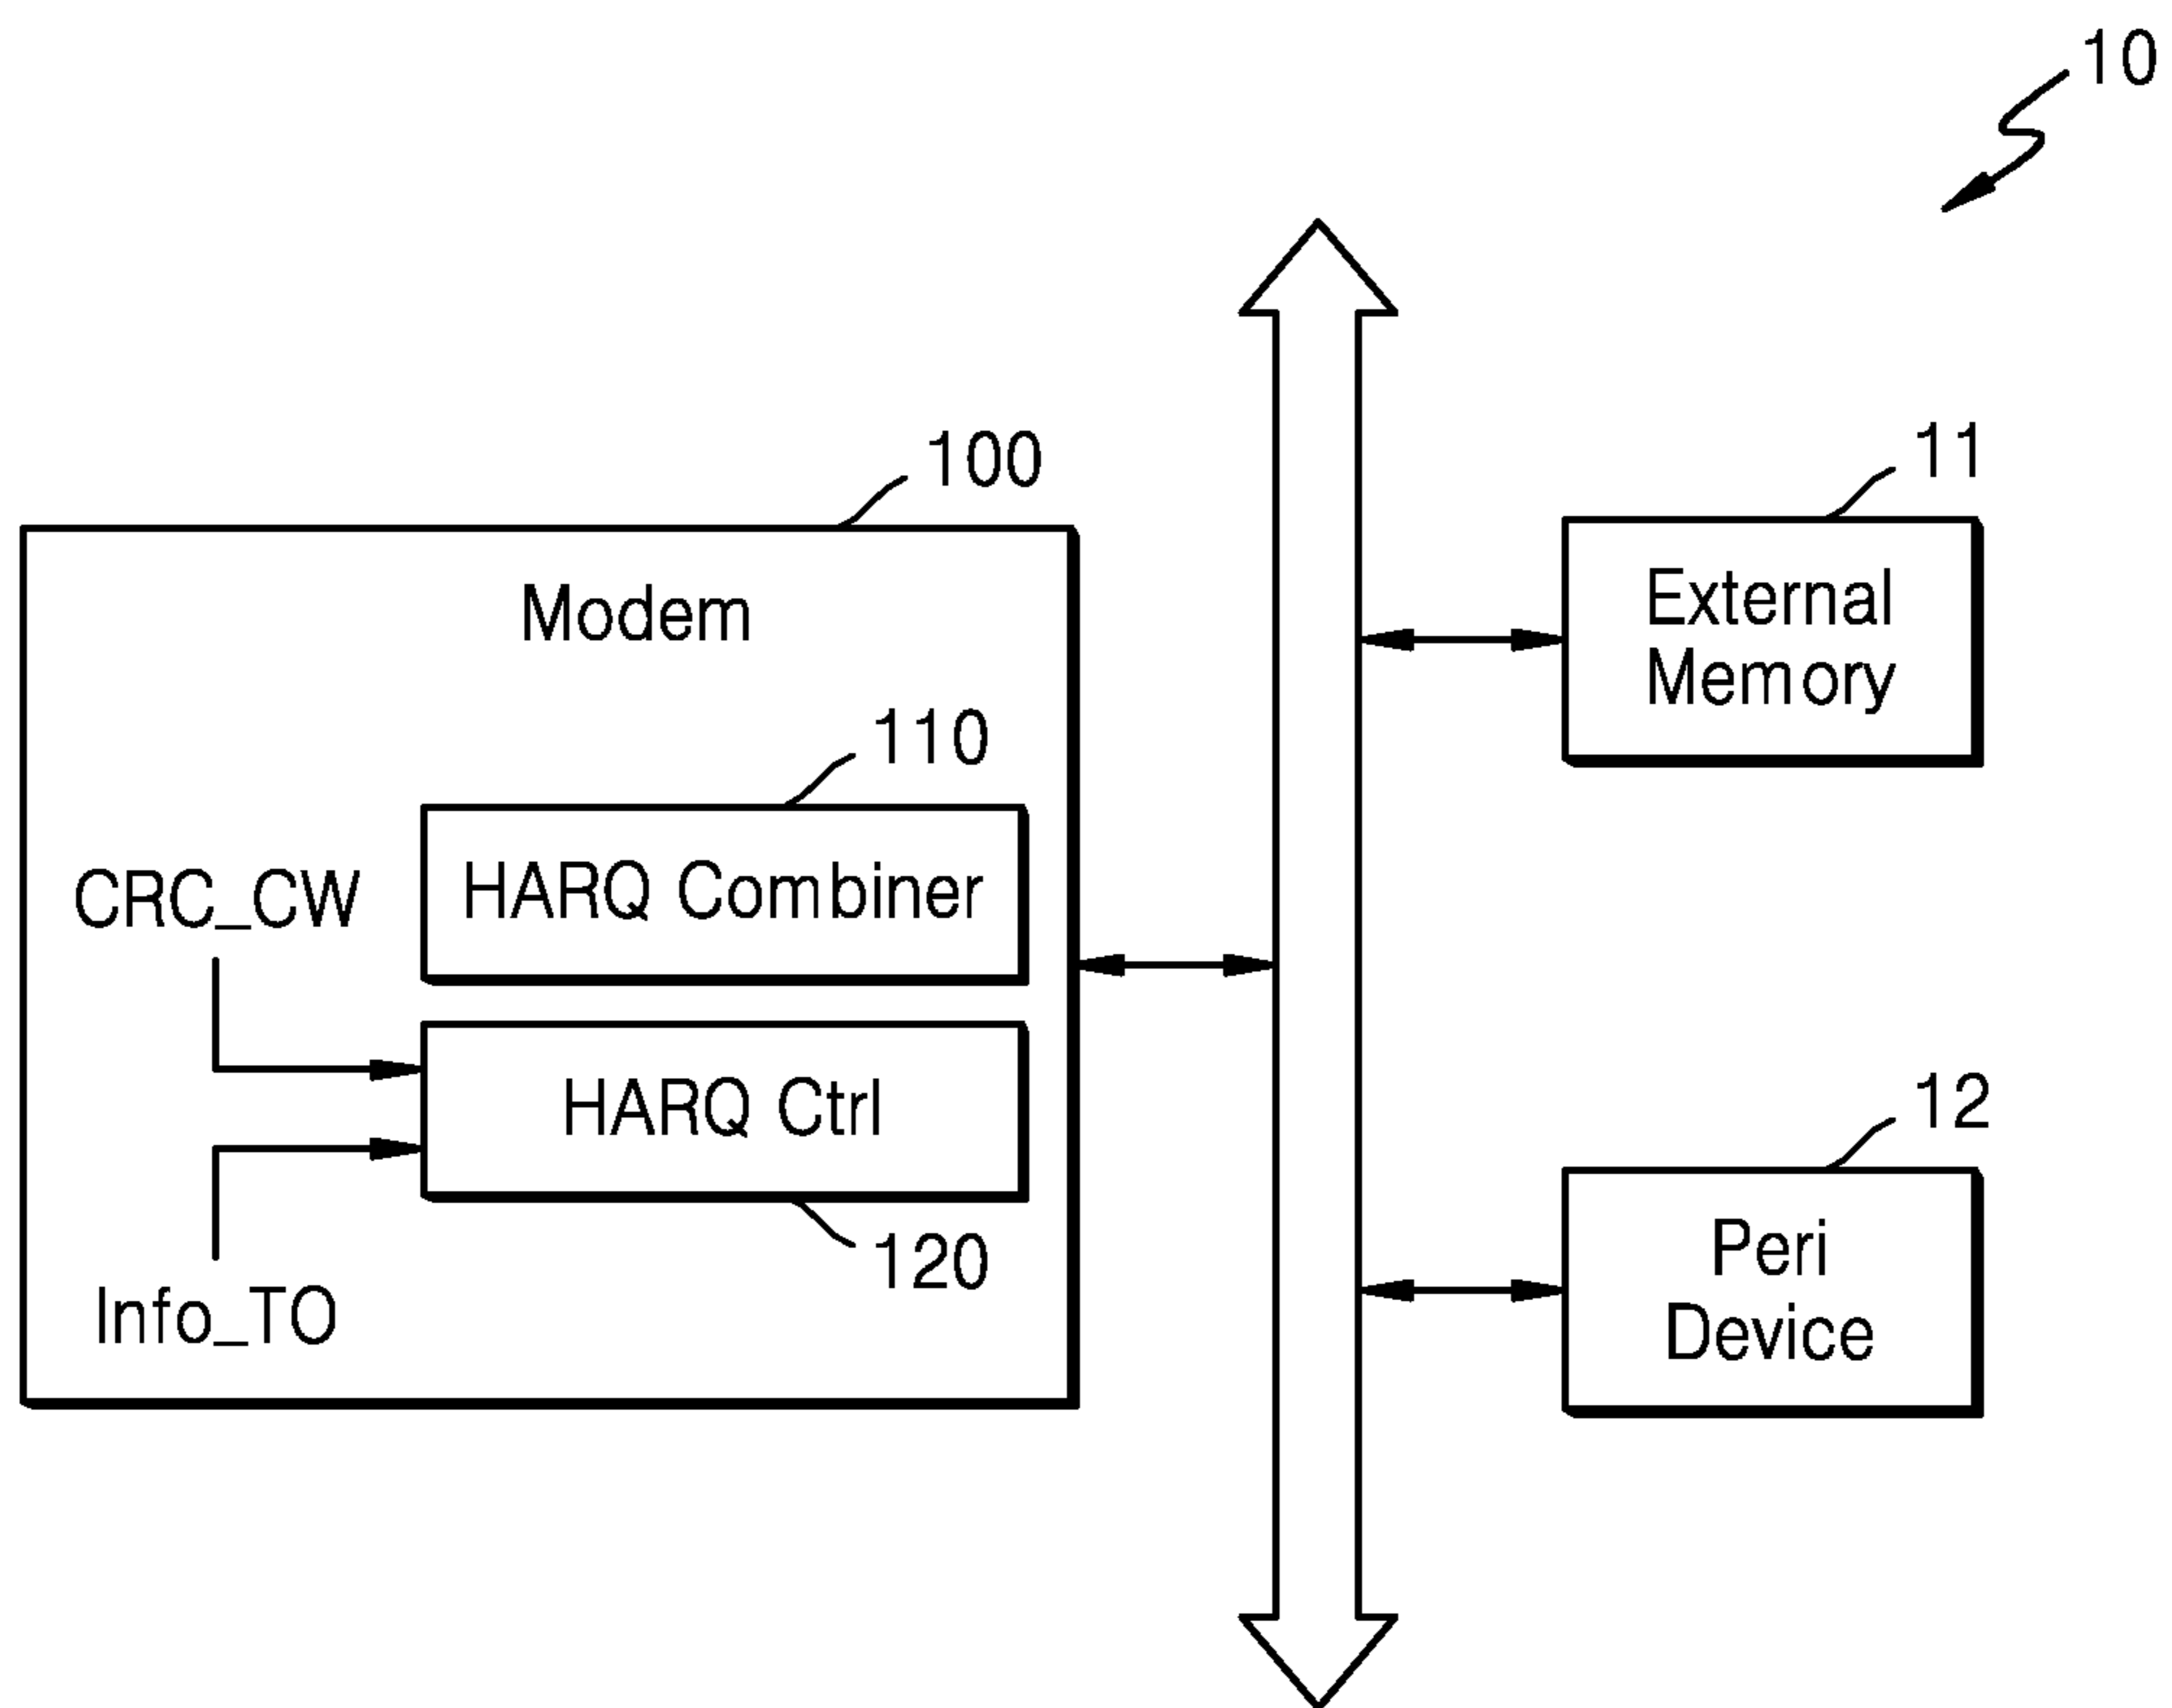 10
100
11
Modem
External
Memory
110
CRC_CW
HARQ Combiner
HARQ Ctrl
12
120
Info_TO
Peri
Device